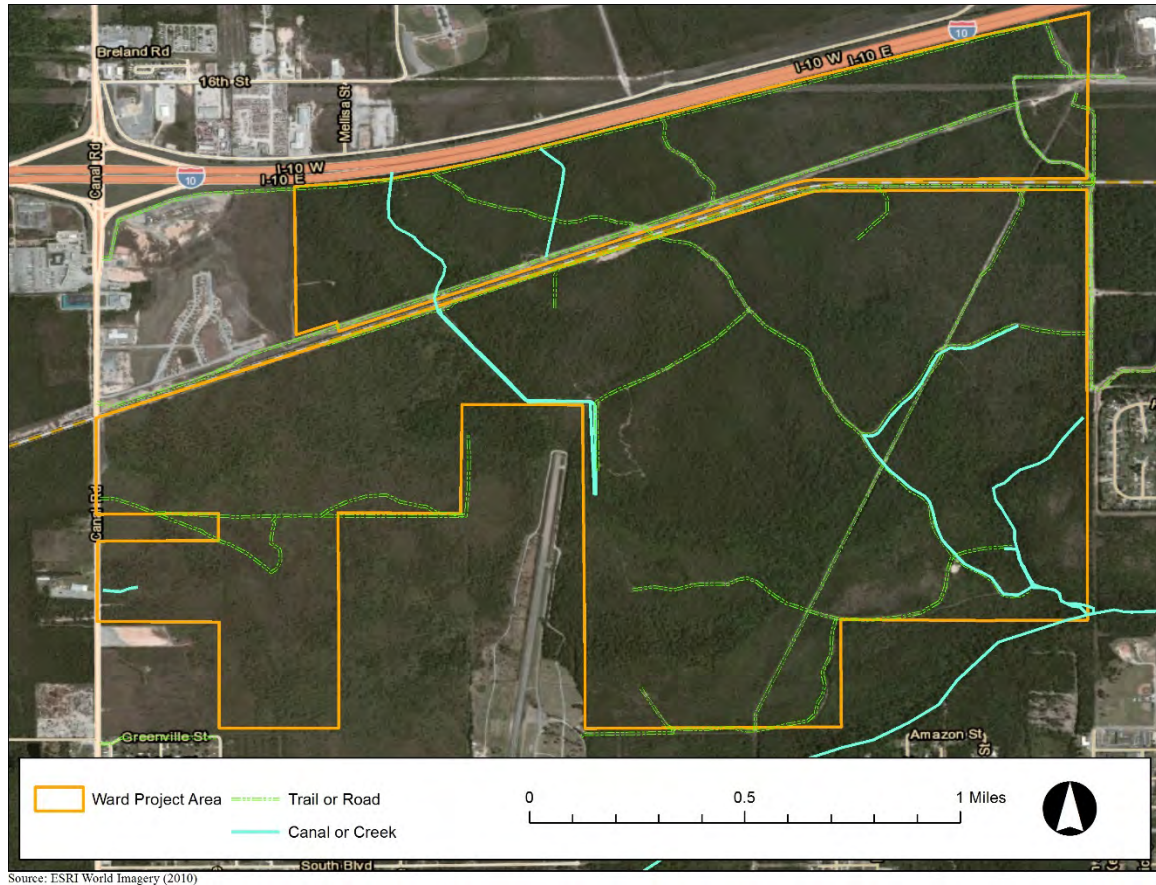 Breland Rd
16th St
Mellisa St
Canal Rd
I-10 W
I-10 E
10
I-10 W
I-10 E
10
Canal Rd
Greenville St
Amazon St
St
Ward Project Area
Trail or Road
Canal or Creek
0 0.5 1 Miles
South Blvd
Source: ESRI World Imagery (2010)